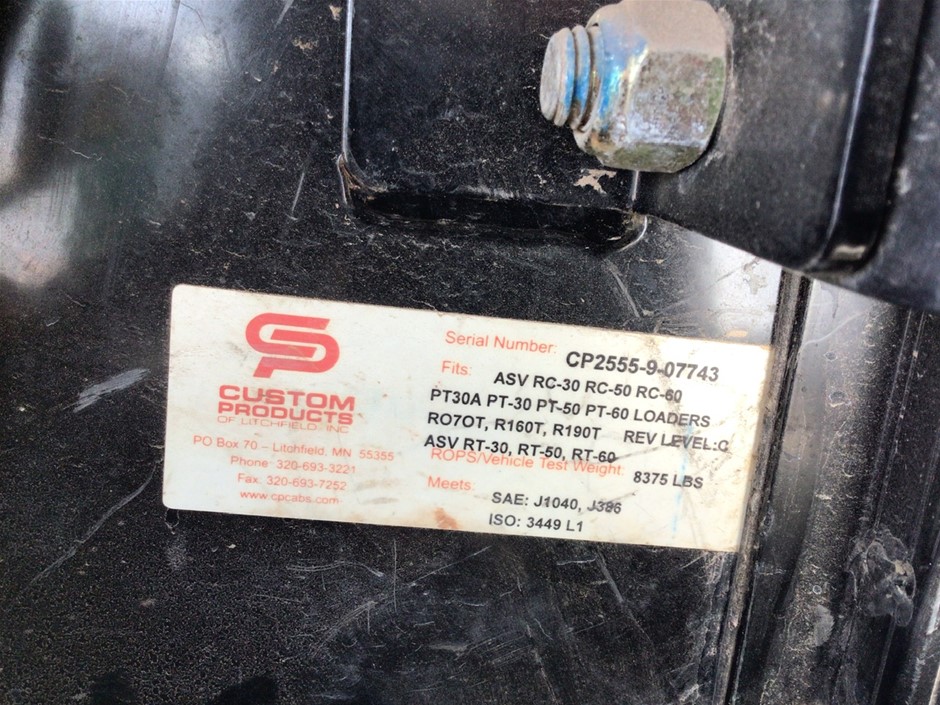 CP
CUSTOM
PRODUCTS
OF LITCHFIELD, INC
PO Box 70 – Litchfield, MN 55355
Phone: 320-693-3221
Fax: 320-693-7252
www.cpcabs.com
Serial Number: CP2555-9-07743
Fits: ASV RC-30 RC-50 RC-60
PT30A PT-30 PT-50 PT-60 LOADERS
RO7OT, R160T, R190T REV LEVEL:C
ASV RT-30, RT-50, RT-60
ROPS/Vehicle Test Weight: 8375 LBS
Meets: SAE: J1040, J386
ISO: 3449 L1